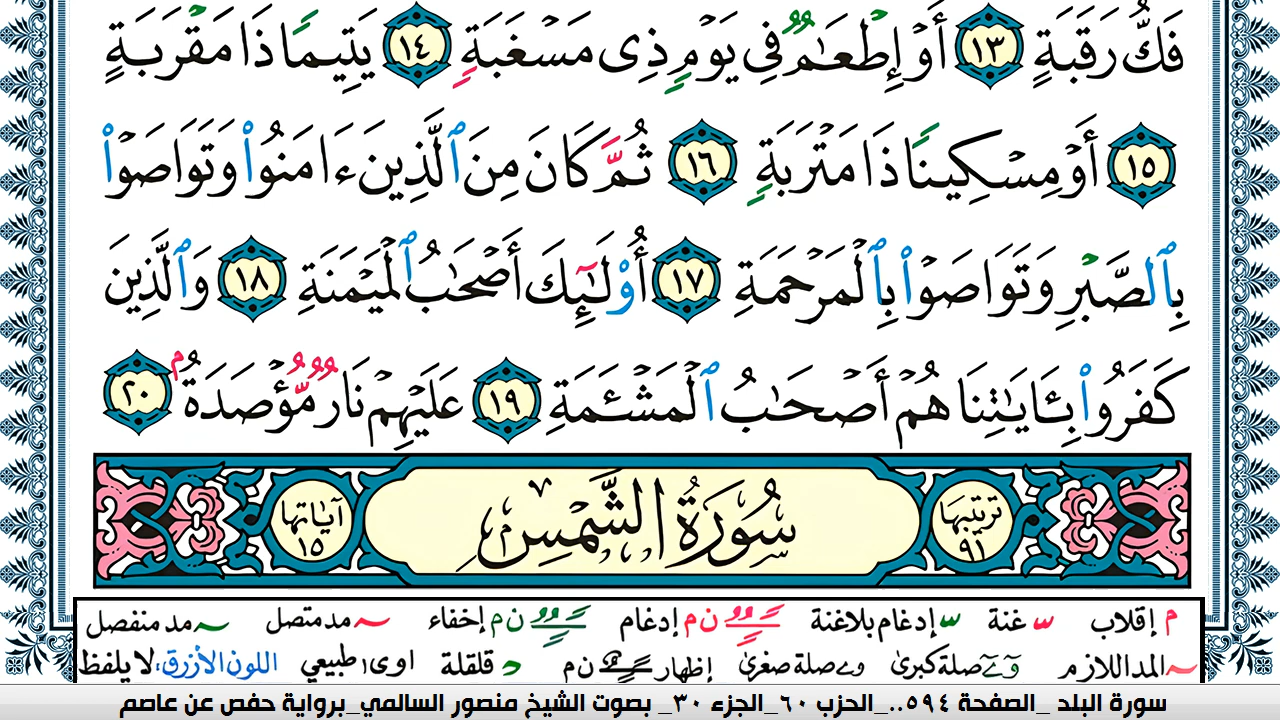 فَكُّ رَقَبَةٍ ١٣ أَوْ إِطْعَٰمٌ فِي يَوْمٍ ذِى مَسْغَبَةٍ ١٤ يَتِيمًا ذَا مَقْرَبَةٍ
١٥ أَوْ مِسْكِينًا ذَا مَتْرَبَةٍ ١٦ ثُمَّ كَانَ مِنَ ٱلَّذِينَ ءَامَنُوا۟ وَتَوَاصَوْا۟
بِٱلصَّبْرِ وَتَوَاصَوْا۟ بِٱلْمَرْحَمَةِ ١٧ أُو۟لَٰٓئِكَ أَصْحَٰبُ ٱلْمَيْمَنَةِ ١٨ وَٱلَّذِينَ
كَفَرُوا۟ بِـَٔايَٰتِنَا هُمْ أَصْحَٰبُ ٱلْمَشْـَٔمَةِ ١٩ عَلَيْهِمْ نَارٌ مُّؤْصَدَةٌۢ ٢٠
ترتيبها ٩١ سُورَةُ الشَّمْسِ آياتها ١٥
م إقلاب س غنة س إدغام بلاغنة ن م إدغام ن م إخفاء مد متصل مد منفصل
المد اللازم صلة كبرى صلة صغرى إظهار ن م د قلقلة اوى طبيعي اللون الأزرق، لا يلفظ
سورة البلد _الصفحة ٥٩٤.._الحزب ٦٠_الجزء ٣٠_ بصوت الشيخ منصور السالمي_برواية حفص عن عاصم